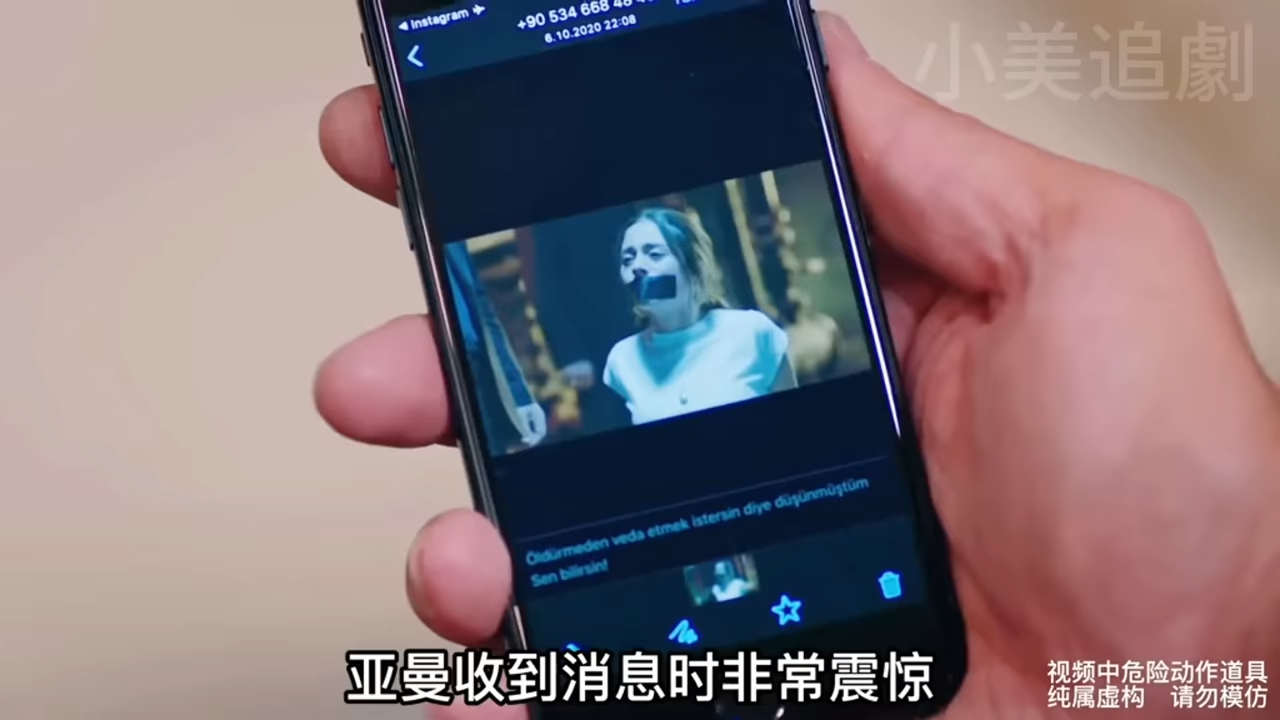 小美追劇
Instagram
+90 534 668 48
6.10.2020 22:08
Öldürmeden veda etmek istersin diye düşünmüştüm
Sen bilirsin!
亚曼收到消息时非常震惊
视频中危险动作道具
纯属虚构 请勿模仿